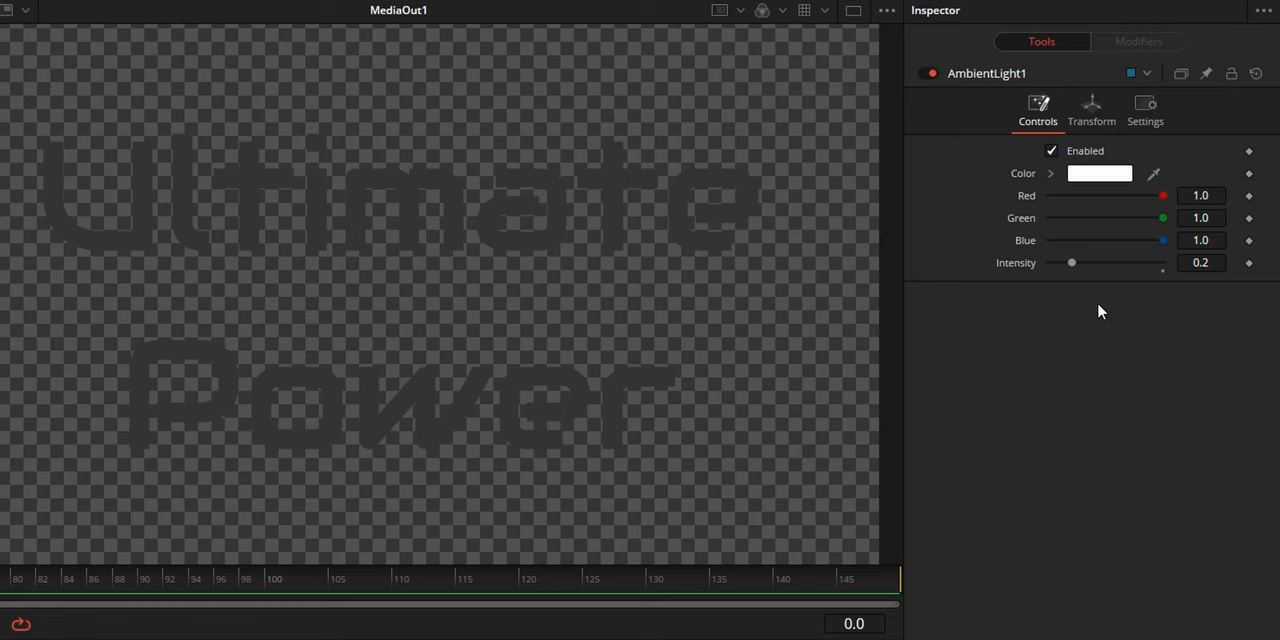 MediaOut1
Inspector
Tools
Modifiers
AmbientLight1
Controls
Transform
Settings
Enabled
Color
Red
1.0
Green
1.0
Blue
1.0
Intensity
0.2
Ultimate
Power
80 82 84 86 88 90 92 94 96 98 100 105 110 115 120 125 130 135 140 145
0.0